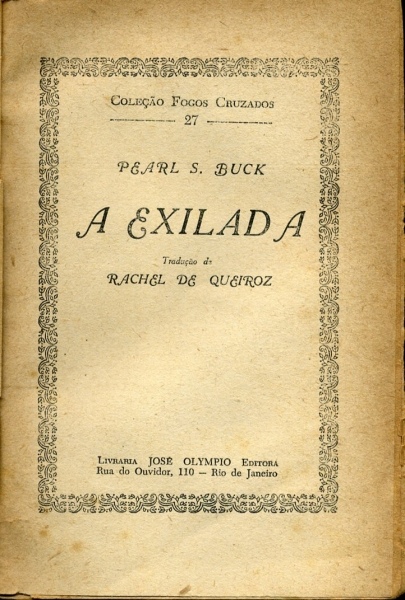 Coleção Fogos Cruzados
27
PEARL S. BUCK
A EXILADA
Tradução de
RACHEL DE QUEIROZ
Livraria JOSÉ OLYMPIO Editora
Rua do Ouvidor, 110 — Rio de Janeiro